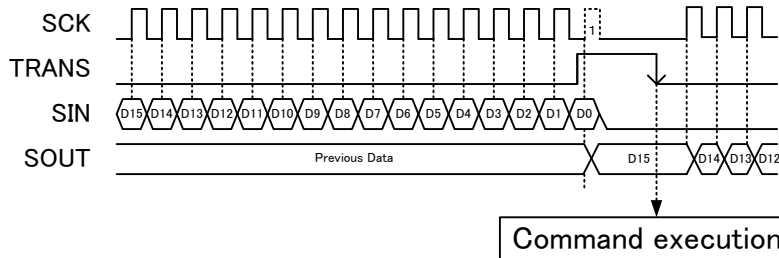 SCK
1
TRANS
SIN
D15 D14 D13 D12 D11 D10 D9 D8 D7 D6 D5 D4 D3 D2 D1 D0
SOUT
Previous Data D15 D14 D13 D12
Command execution